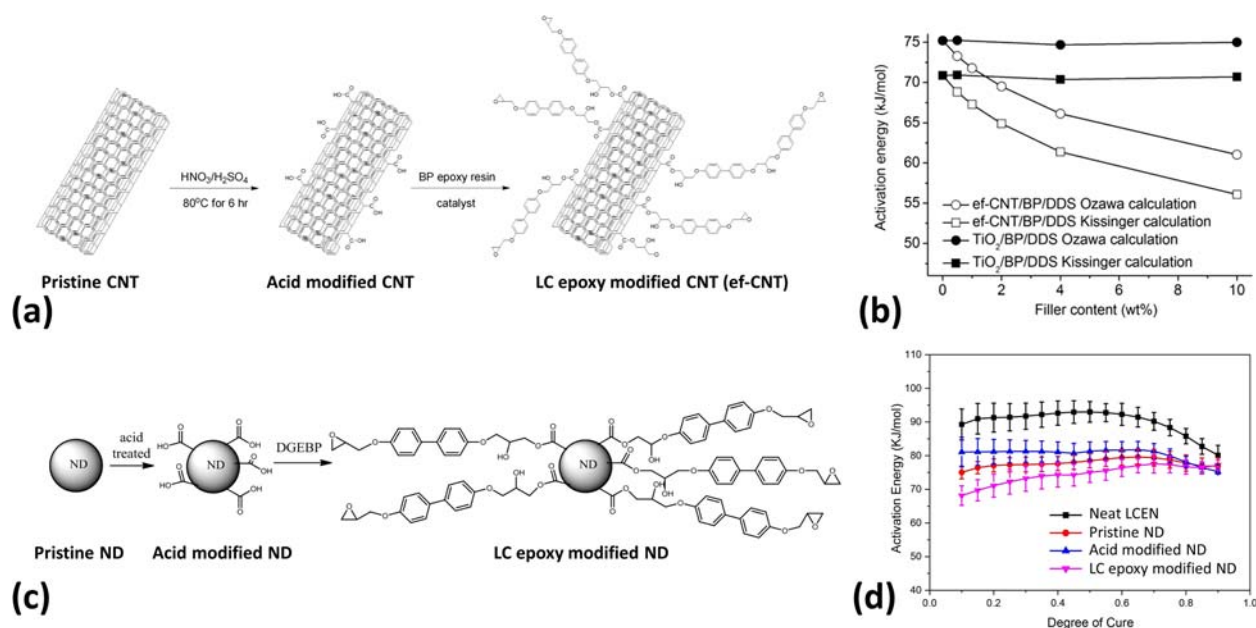 HNO3/H2SO4
80°C for 6 hr
BP epoxy resin
catalyst
Pristine CNT
Acid modified CNT
LC epoxy modified CNT (ef-CNT)
(a)
75
70
65
60
55
50
Activation energy (kJ/mol)
ef-CNT/BP/DDS Ozawa calculation
ef-CNT/BP/DDS Kissinger calculation
TiO2/BP/DDS Ozawa calculation
TiO2/BP/DDS Kissinger calculation
0 2 4 6 8 10
Filler content (wt%)
(b)
ND
acid
treated
ND
DGEBP
ND
Pristine ND
Acid modified ND
LC epoxy modified ND
(c)
110
100
90
80
70
60
50
40
Activation Energy (KJ/mol)
Neat LCEN
Pristine ND
Acid modified ND
LC epoxy modified ND
0.0 0.2 0.4 0.6 0.8 1.0
Degree of Cure
(d)